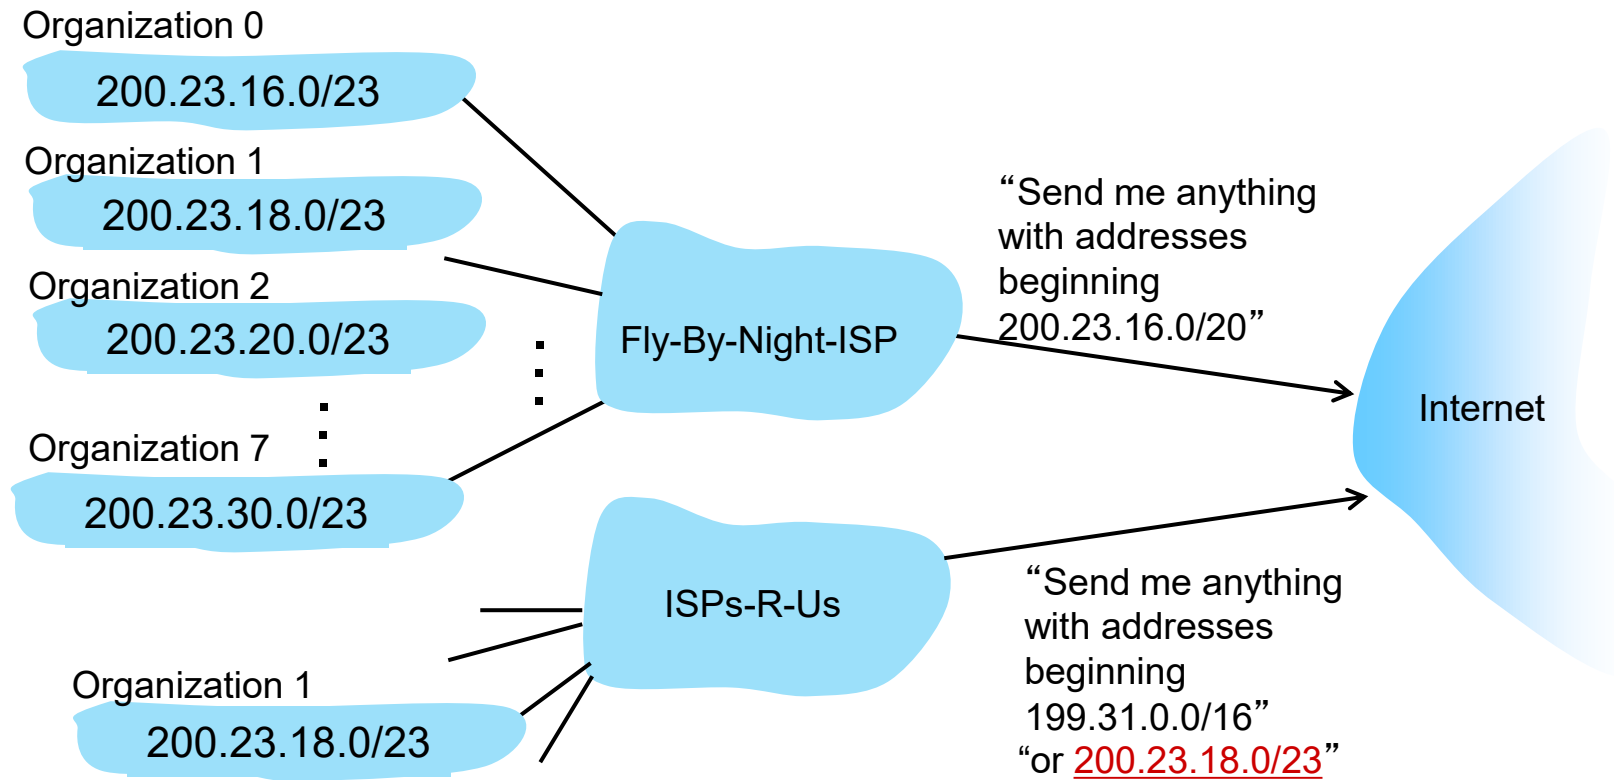 Organization 0
200.23.16.0/23
Organization 1
200.23.18.0/23
Organization 2
200.23.20.0/23
Organization 7
200.23.30.0/23
Fly-By-Night-ISP
“Send me anything
with addresses
beginning
200.23.16.0/20”
Internet
ISPs-R-Us
Organization 1
200.23.18.0/23
“Send me anything
with addresses
beginning
199.31.0.0/16”
“or 200.23.18.0/23”